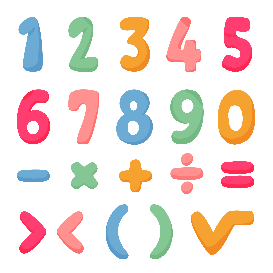 1 2 3 4 5
6 7 8 9 0
- × + ÷ =
> < ( ) √